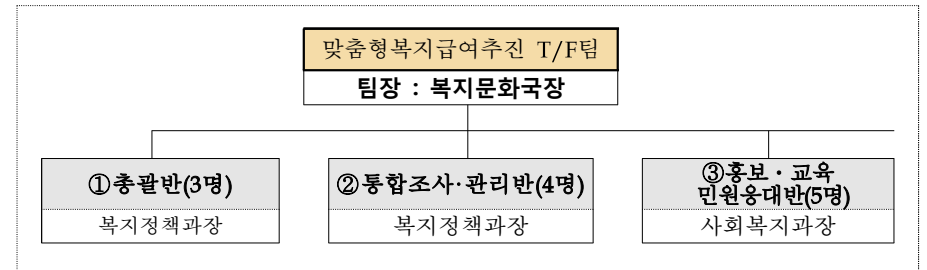 맞춤형복지급여추진 T/F팀
팀장 : 복지문화국장
①총괄반(3명)
복지정책과장
②통합조사·관리반(4명)
복지정책과장
③홍보·교육
민원응대반(5명)
사회복지과장